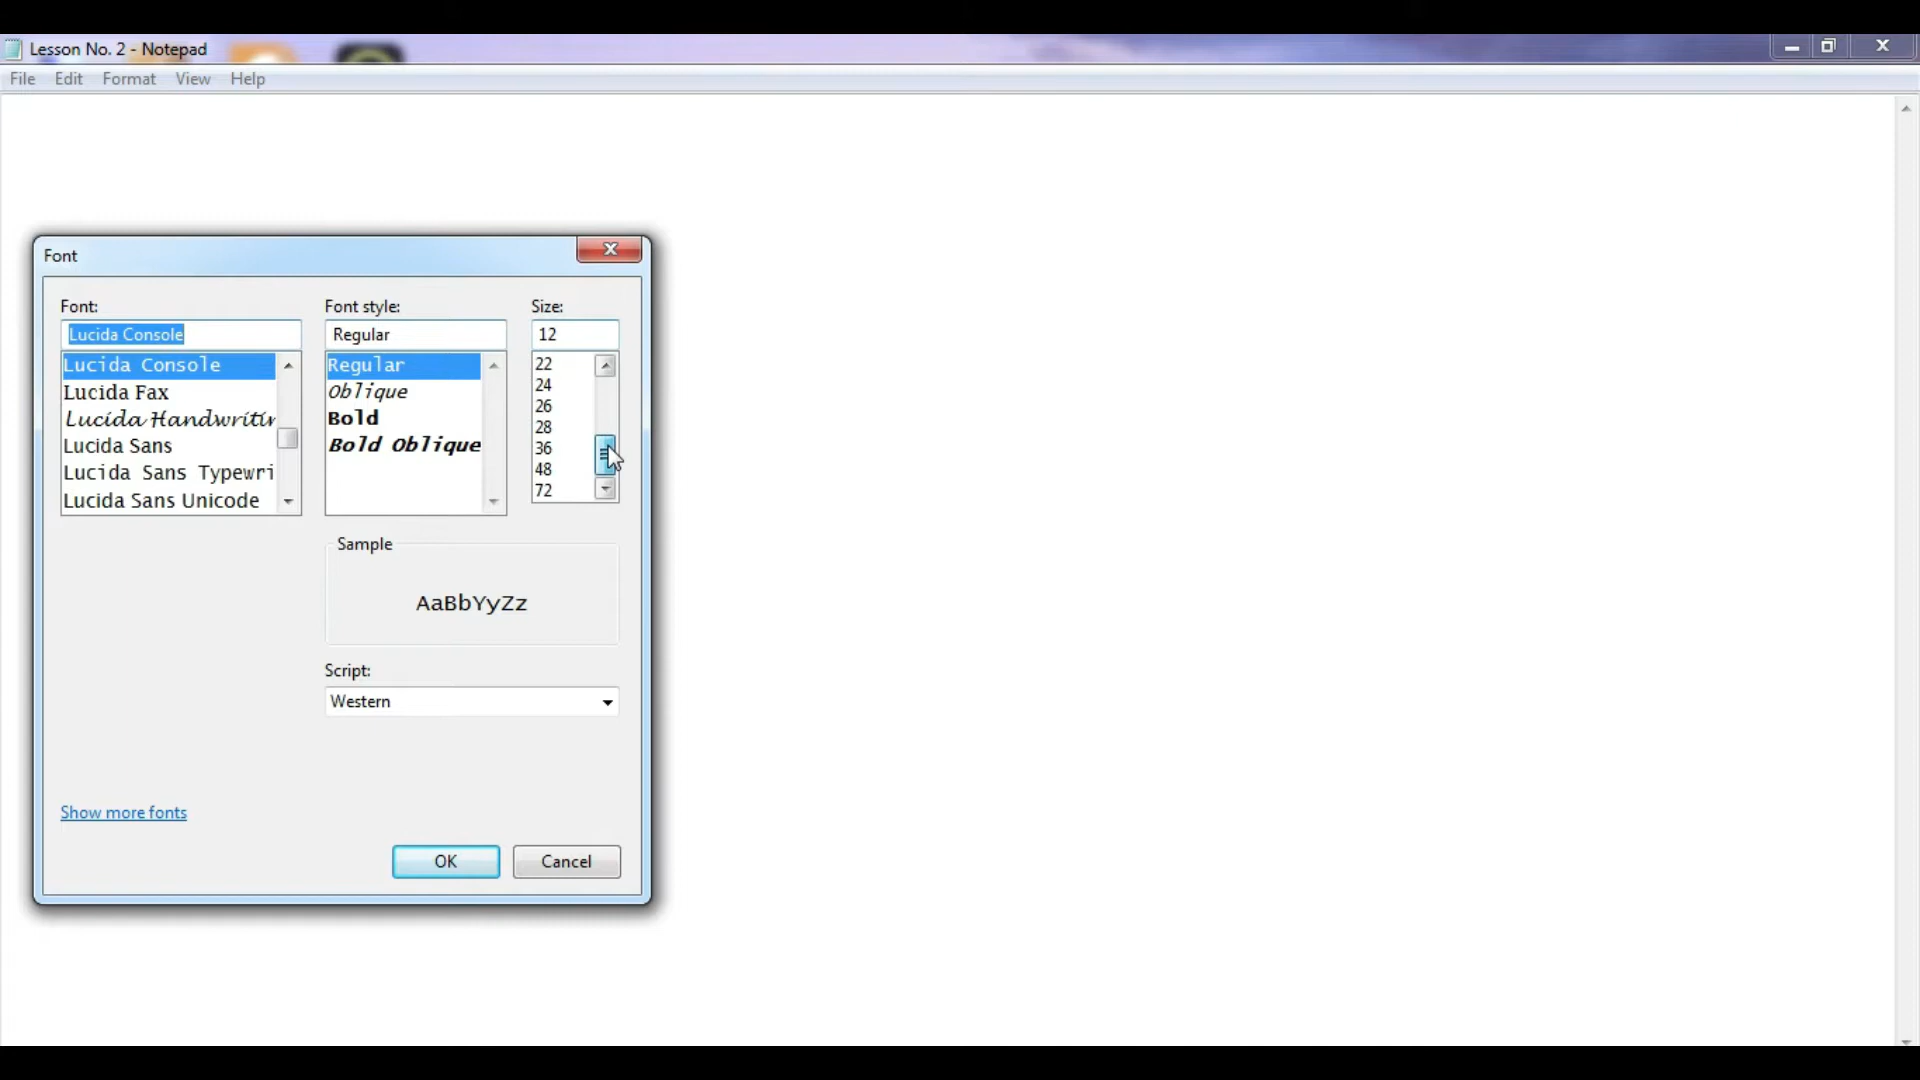 Lesson No. 2 - Notepad
File Edit Format View Help
Font
Font: Font style: Size:
Lucida Console Regular 12
Lucida Console Regular 22
Lucida Fax Oblique 24
Lucida Handwritin Bold 26
Lucida Sans Bold Oblique 28
Lucida Sans Typewri 36
Lucida Sans Unicode 48
72
Sample
AaBbYyZz
Script:
Western
Show more fonts
OK Cancel